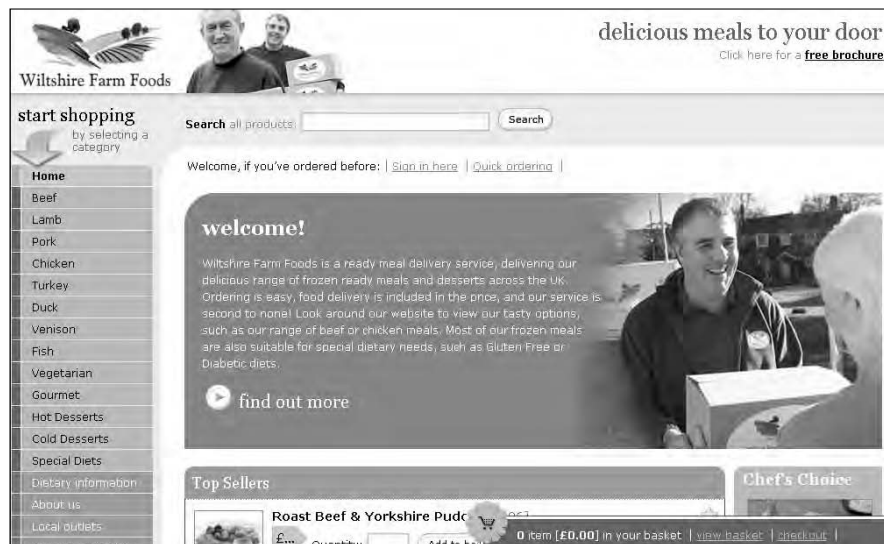 delicious meals to your door
Click here for a free brochure
Wiltshire Farm Foods
start shopping
by selecting a
category
Search all products:
Search
Welcome, if you've ordered before: | Sign in here | Quick ordering |
Home
Beef
Lamb
Pork
Chicken
Turkey
Duck
Venison
Fish
Vegetarian
Gourmet
Hot Desserts
Cold Desserts
Special Diets
Dietary information
About us
Local outlets
welcome!
Wiltshire Farm Foods is a ready meal delivery service, delivering our
delicious range of frozen ready meals and desserts across the UK.
Ordering is easy, food delivery is included in the price, and our service is
second to none! Look around our website to view our tasty options,
such as our range of beef or chicken meals. Most of our frozen meals
are also suitable for special dietary needs, such as Gluten Free or
Diabetic diets.
find out more
Top Sellers
Chef's Choice
Roast Beef & Yorkshire
£...
Quantity
Add to
0 item [£0.00] in your basket | view basket | checkout |